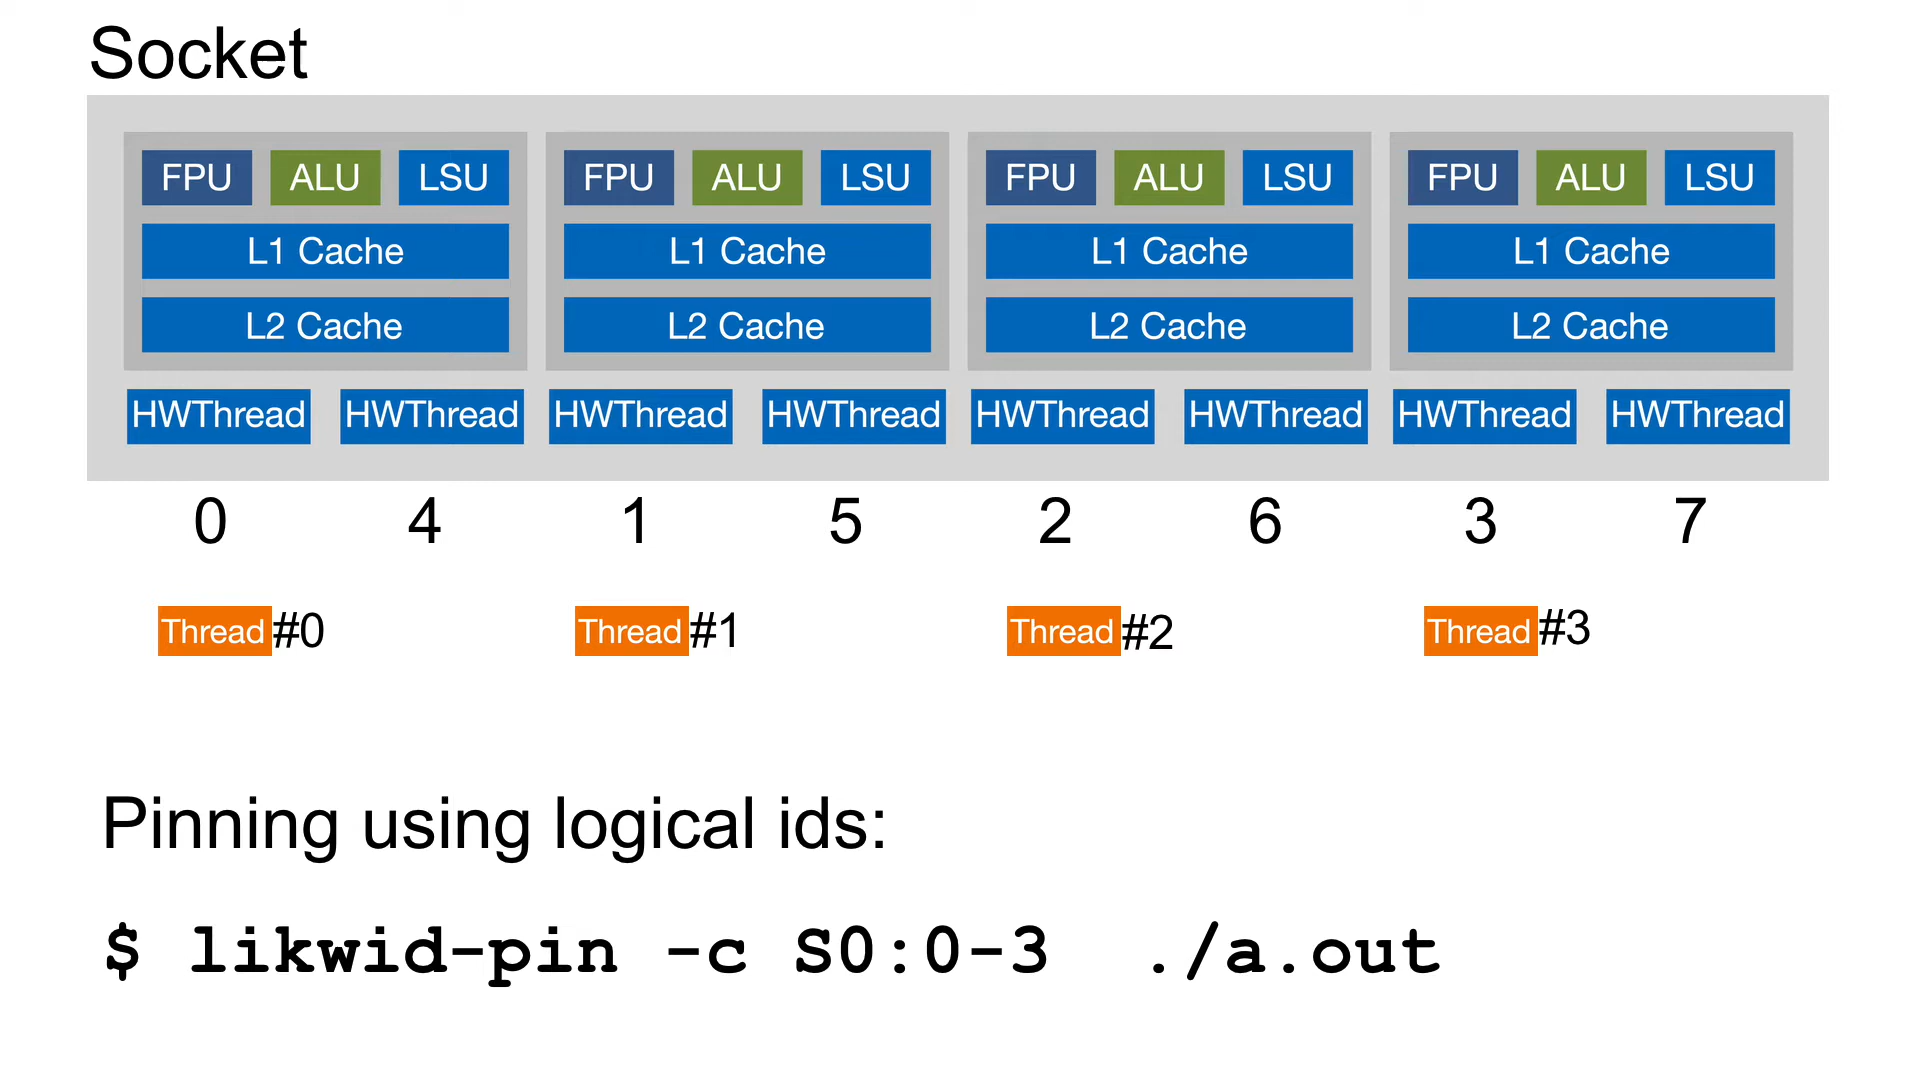 Socket
FPU ALU LSU FPU ALU LSU FPU ALU LSU FPU ALU LSU
L1 Cache L1 Cache L1 Cache L1 Cache
L2 Cache L2 Cache L2 Cache L2 Cache
HWThread HWThread HWThread HWThread HWThread HWThread HWThread HWThread
0 4 1 5 2 6 3 7
Thread #0 Thread #1 Thread #2 Thread #3
Pinning using logical ids:
$ likwid-pin -c S0:0-3 ./a.out